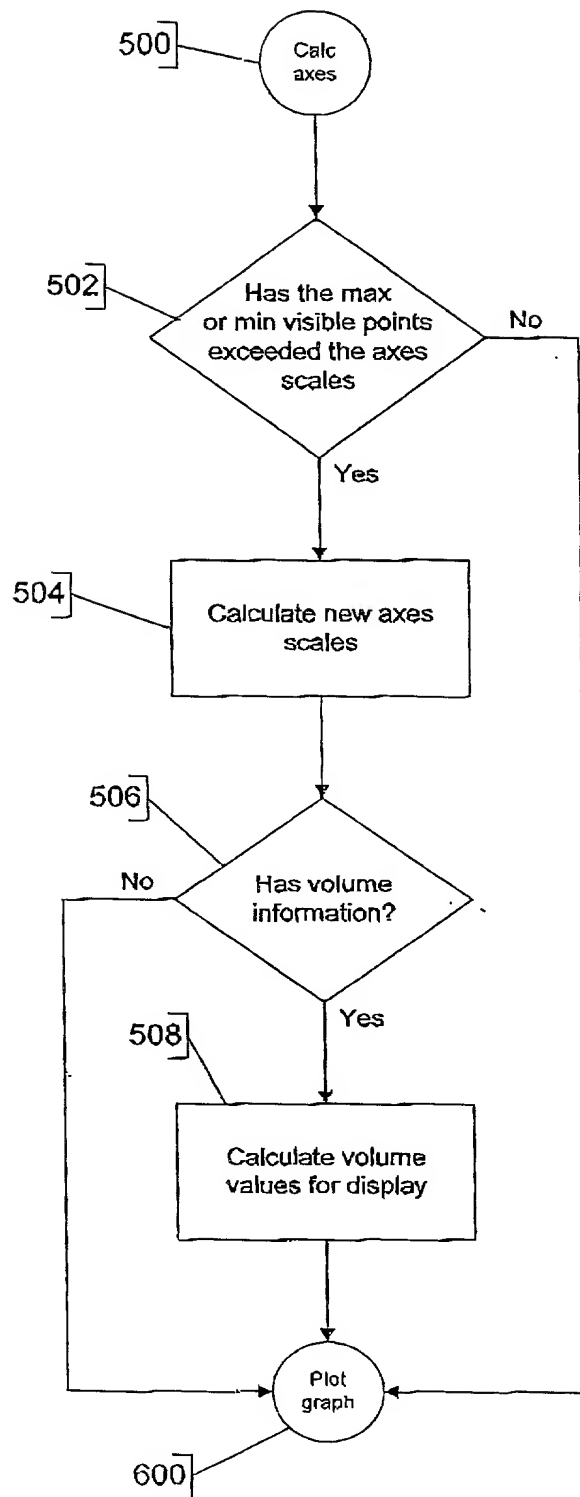 500
Calc
axes
502
Has the max
or min visible points
exceeded the axes
scales
No
Yes
504
Calculate new axes
scales
506
No
Has volume
information?
Yes
508
Calculate volume
values for display
Plot
graph
600